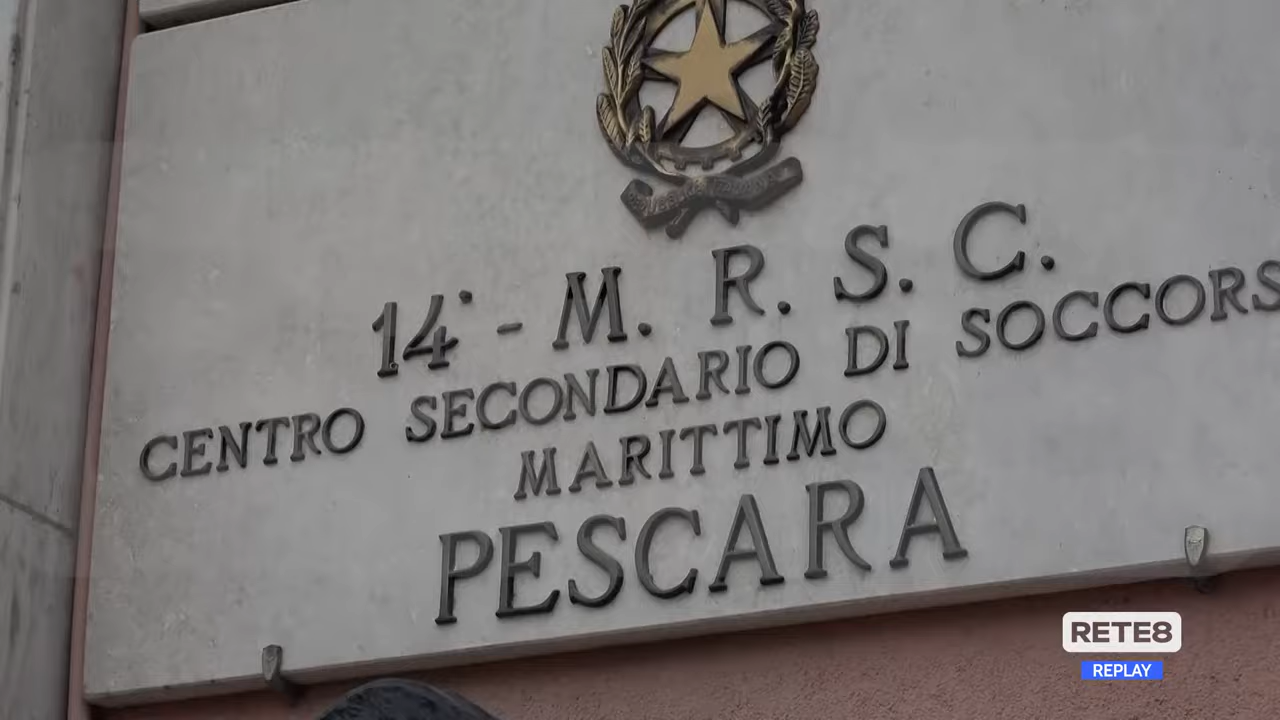 14° - M. R. S. C.
CENTRO SECONDARIO DI SOCCORS
MARITTIMO
PESCARA
RETE8
REPLAY